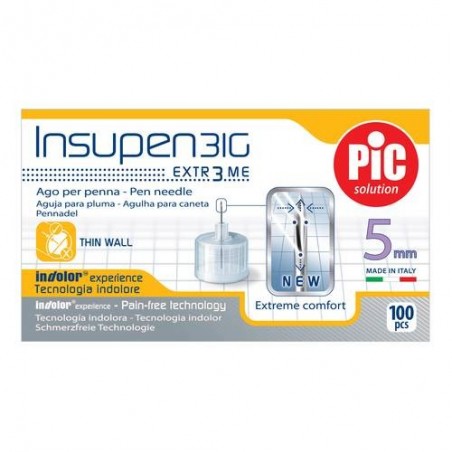 Insupen 31G
EXTR3ME
Ago per penna - Pen needle
Aguja para pluma - Agulha para caneta
Pennadel
THIN WALL
indolor® experience
Tecnologia indolore
indolor® experience - Pain-free technology
Tecnología indolora - Tecnologia indolor
Schmerzfreie Technologie
NEW
Extreme comfort
PiC
solution
5mm
MADE IN ITALY
100
pcs